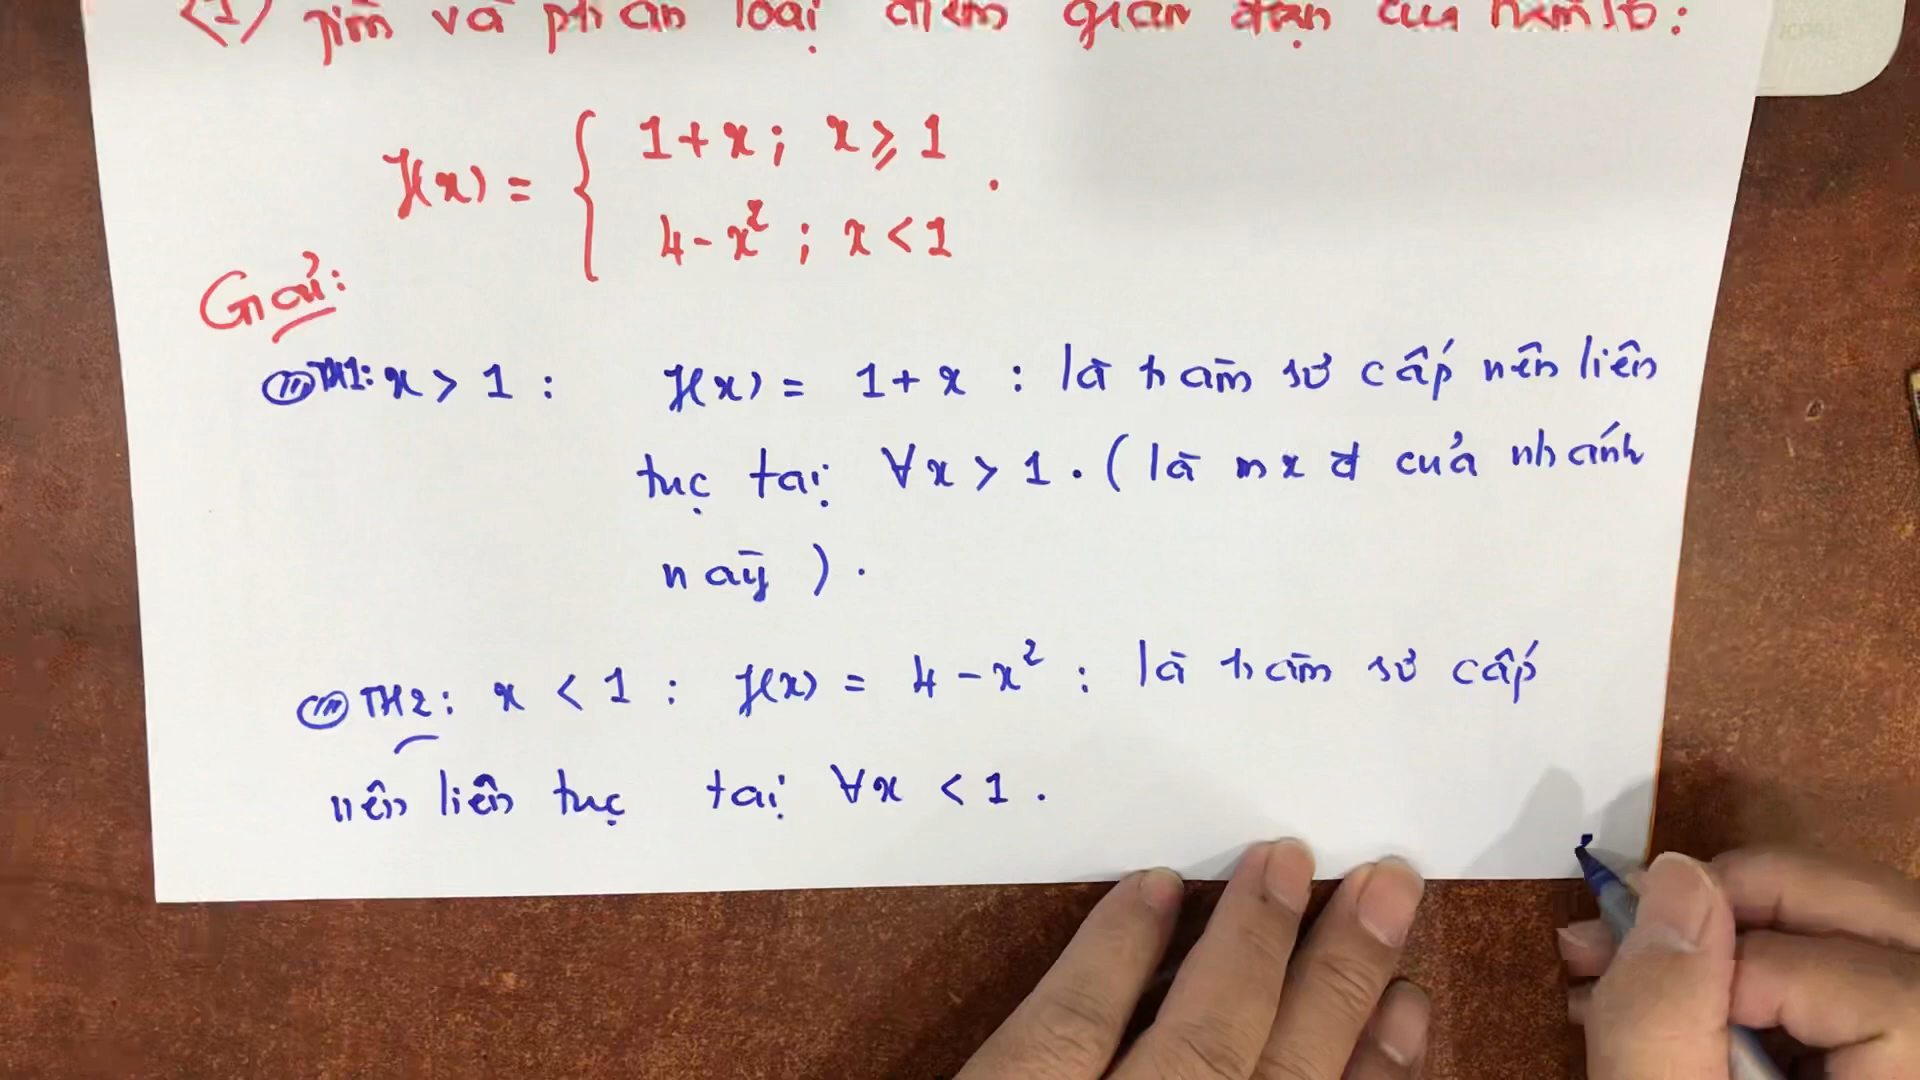 <1> Tìm và phân loại điểm gián đoạn của hàm số:
f(x) = { 1+x ; x ⩾ 1
4-x² ; x < 1 .
Giải:
TH1: x > 1 : f(x) = 1 + x : là hàm sơ cấp nên liên
tục tại ∀x > 1 . ( là mxđ của nhánh
này ) .
TH2 : x < 1 : f(x) = 4 - x² : là hàm sơ cấp
nên liên tục tại ∀x < 1 .